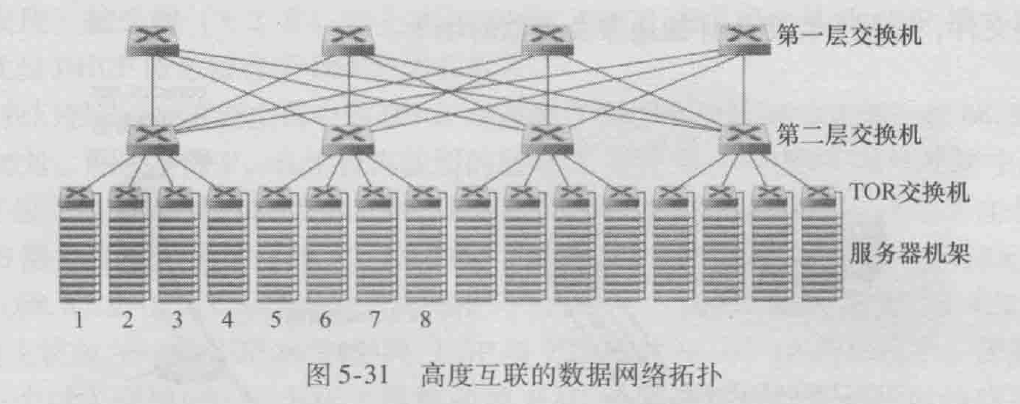 第一层交换机
第二层交换机
TOR交换机
服务器机架
1 2 3 4 5 6 7 8
图 5-31 高度互联的数据网络拓扑